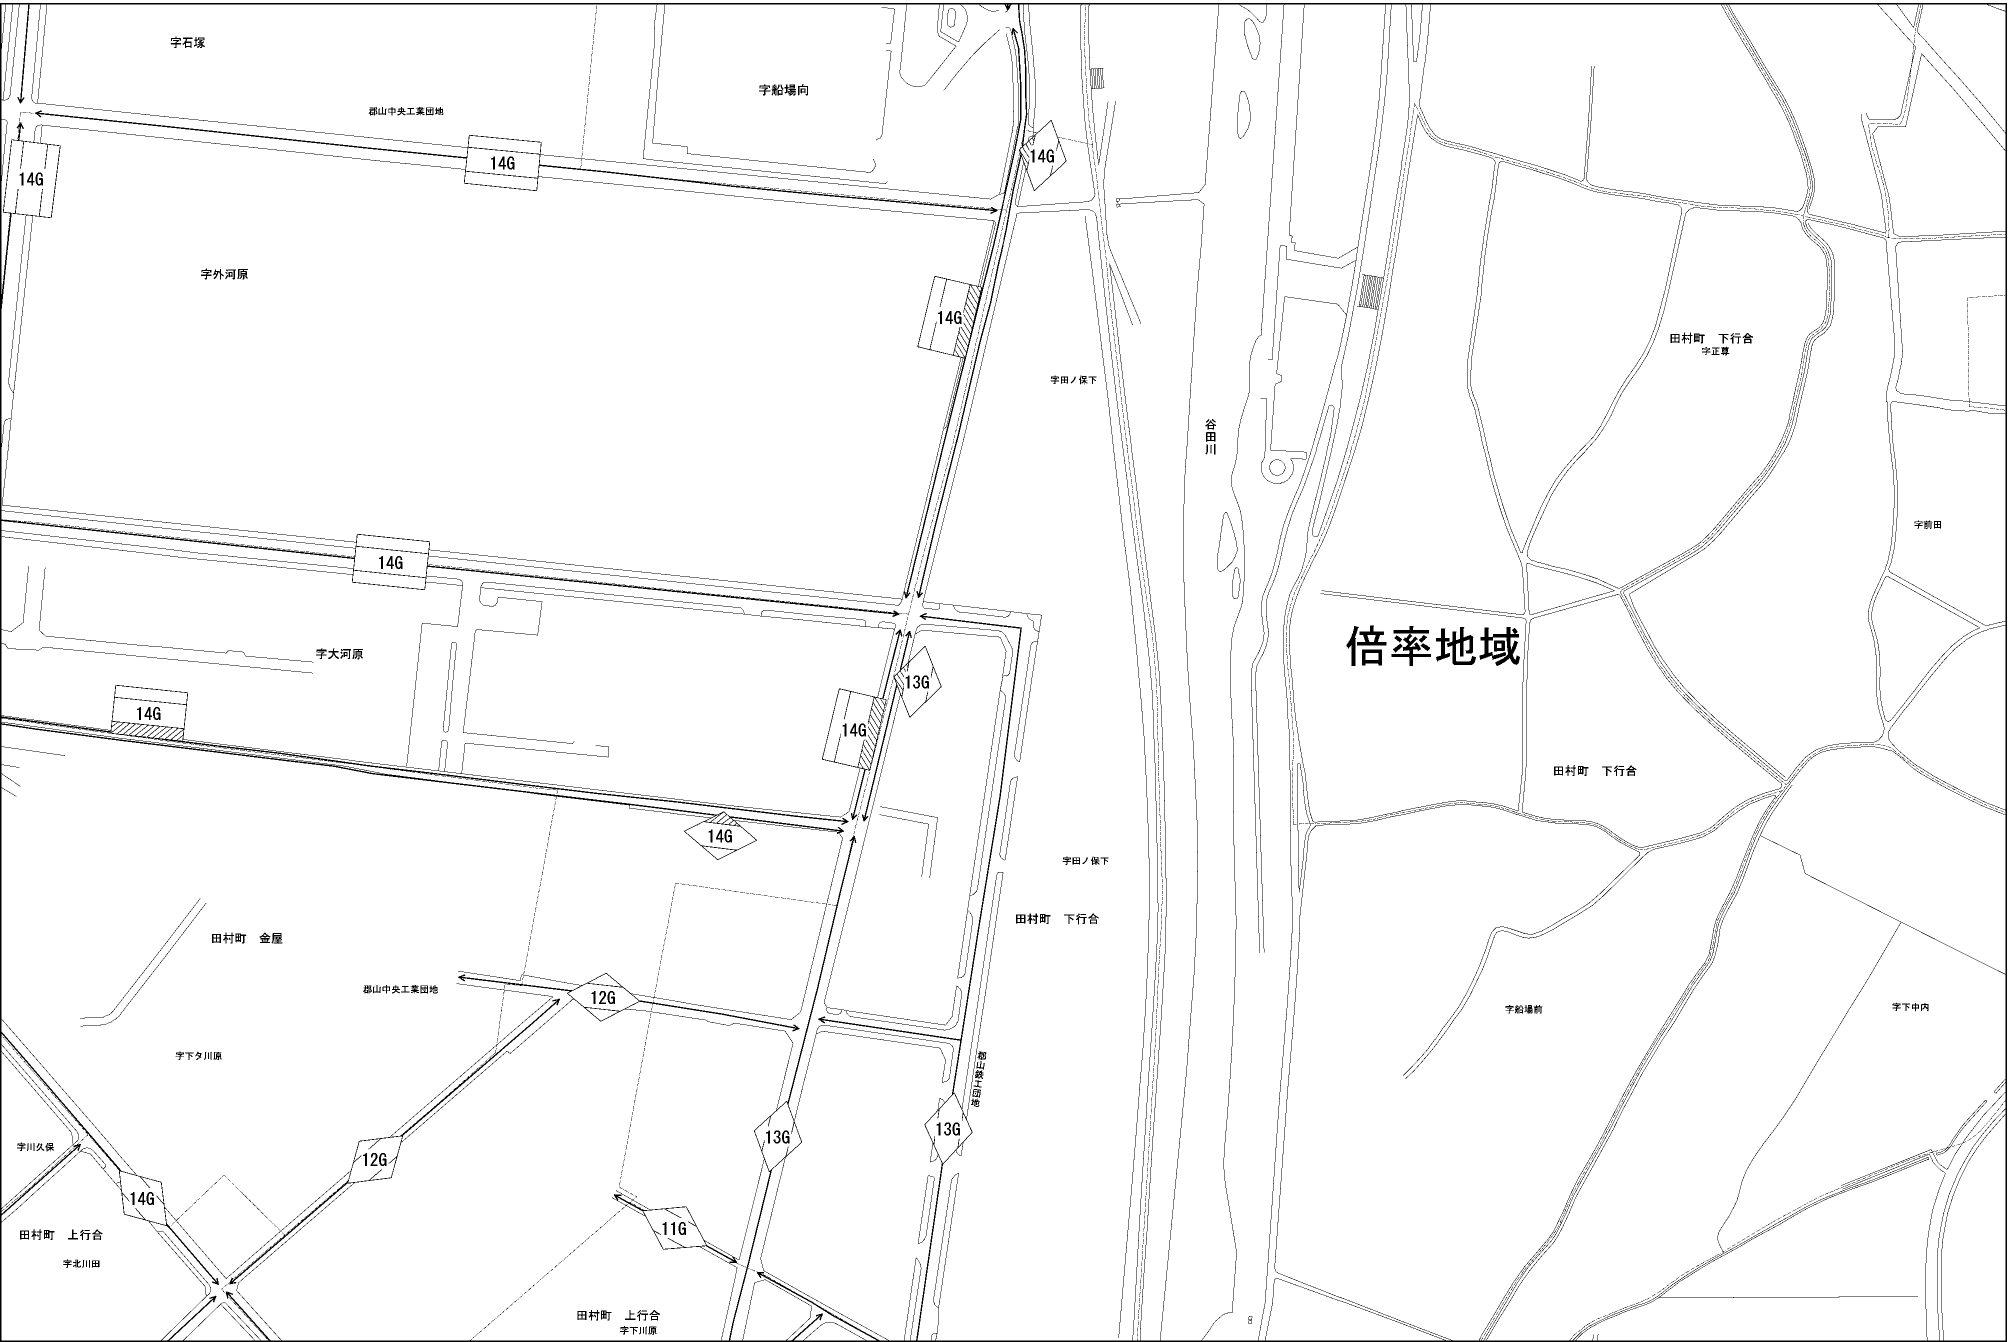 字石塚
字船場向
郡山中央工業団地
14G
14G
14G
字外河原
14G
田村町　下行合
字正尊
字田ノ保下
谷田川
字前田
14G
倍率地域
字大河原
13G
14G
14G
田村町　下行合
14G
字田ノ保下
田村町　下行合
田村町　金屋
郡山中央工業団地
12G
字船場前
字下中内
字下タ川原
郡山鉄工団地
13G
13G
字川久保
12G
14G
11G
田村町　上行合
字北川田
田村町　上行合
字下川原